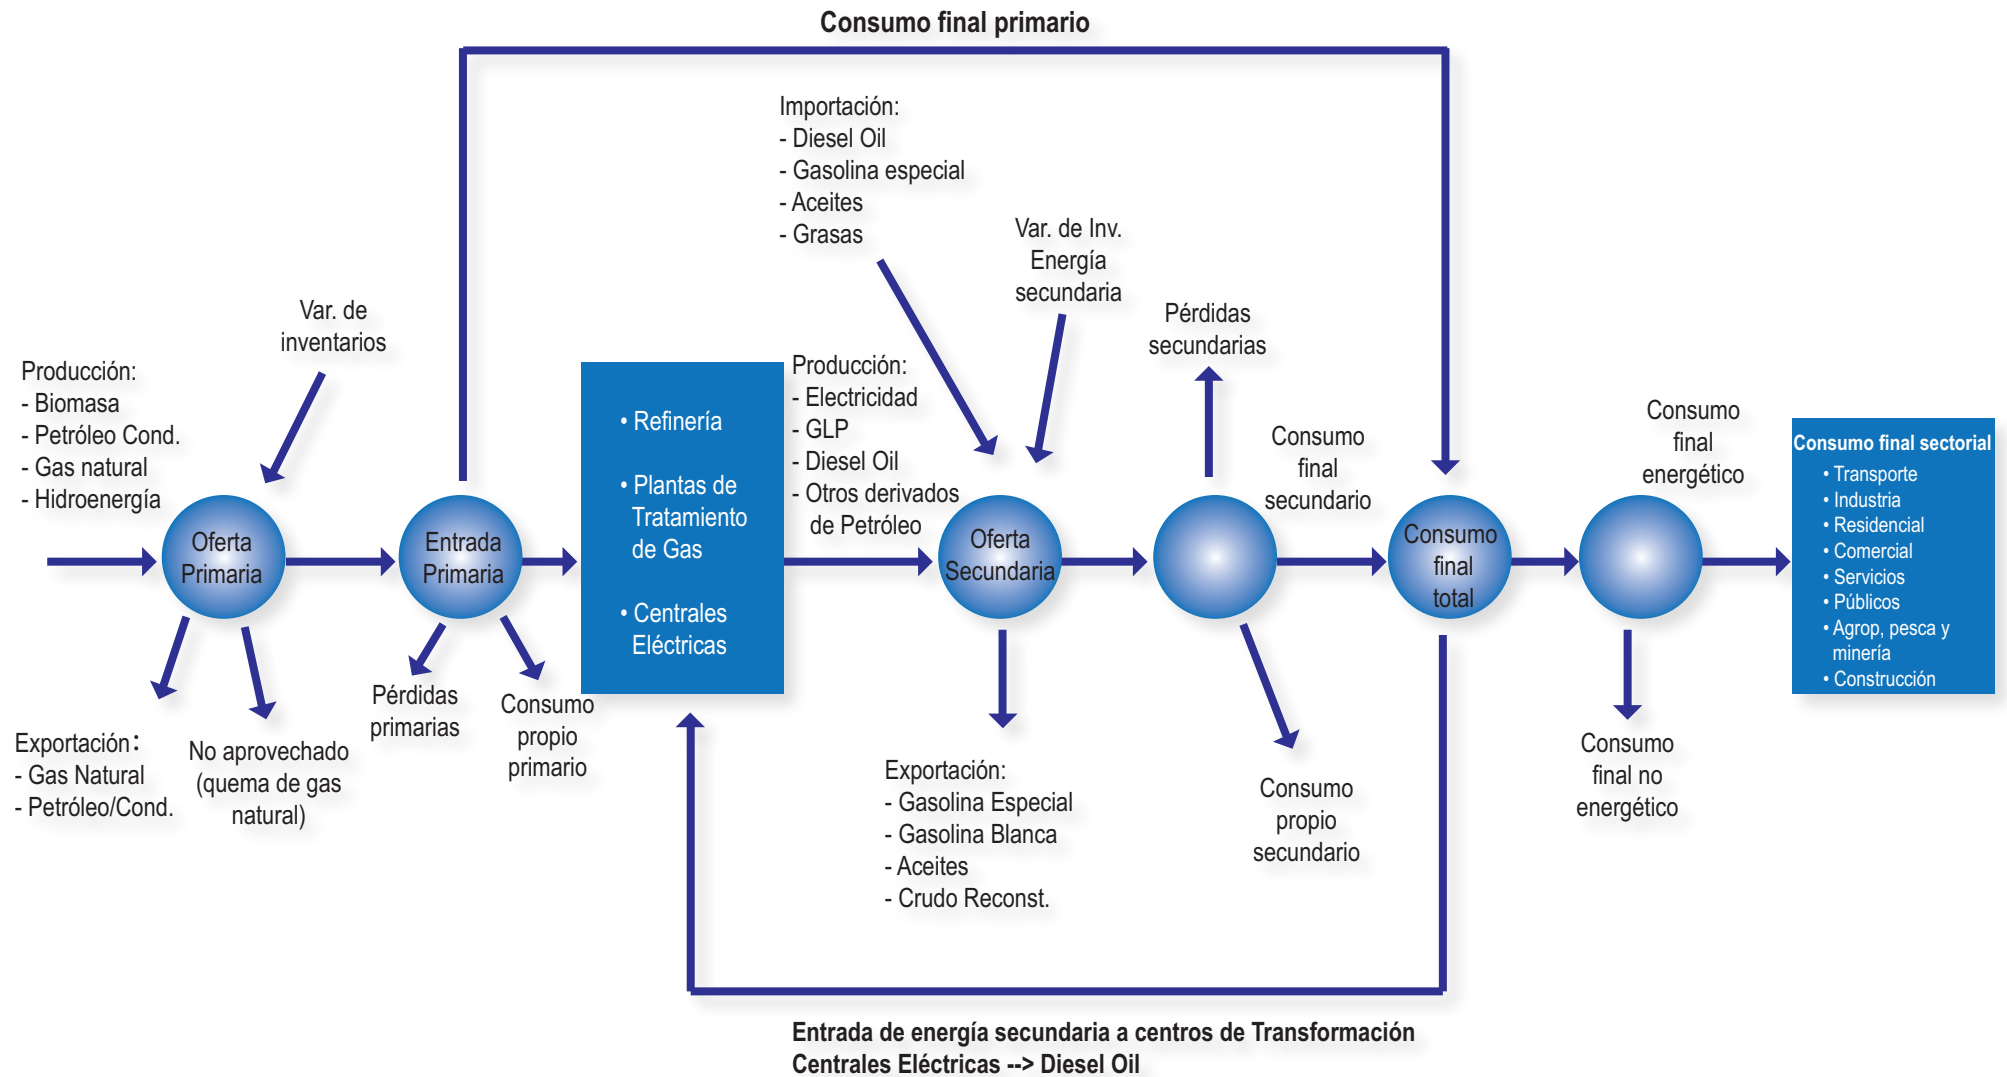 Consumo final primario
Importación:
- Diesel Oil
- Gasolina especial
- Aceites
- Grasas
Var. de Inv.
Energía
secundaria
Var. de
inventarios
Pérdidas
secundarias
Producción:
- Biomasa
- Petróleo Cond.
- Gas natural
- Hidroenergía
• Refinería
• Plantas de
Tratamiento
de Gas
• Centrales
Eléctricas
Producción:
- Electricidad
- GLP
- Diesel Oil
- Otros derivados
de Petróleo
Consumo
final
secundario
Consumo
final
energético
Consumo final sectorial
• Transporte
• Industria
• Residencial
• Comercial
• Servicios
• Públicos
• Agrop, pesca y
minería
• Construcción
Oferta
Primaria
Entrada
Primaria
Oferta
Secundaria
Consumo
final
total
Pérdidas
primarias
Consumo
propio
primario
Exportación:
- Gas Natural
- Petróleo/Cond.
No aprovechado
(quema de gas
natural)
Exportación:
- Gasolina Especial
- Gasolina Blanca
- Aceites
- Crudo Reconst.
Consumo
propio
secundario
Consumo
final no
energético
Entrada de energía secundaria a centros de Transformación
Centrales Eléctricas --> Diesel Oil